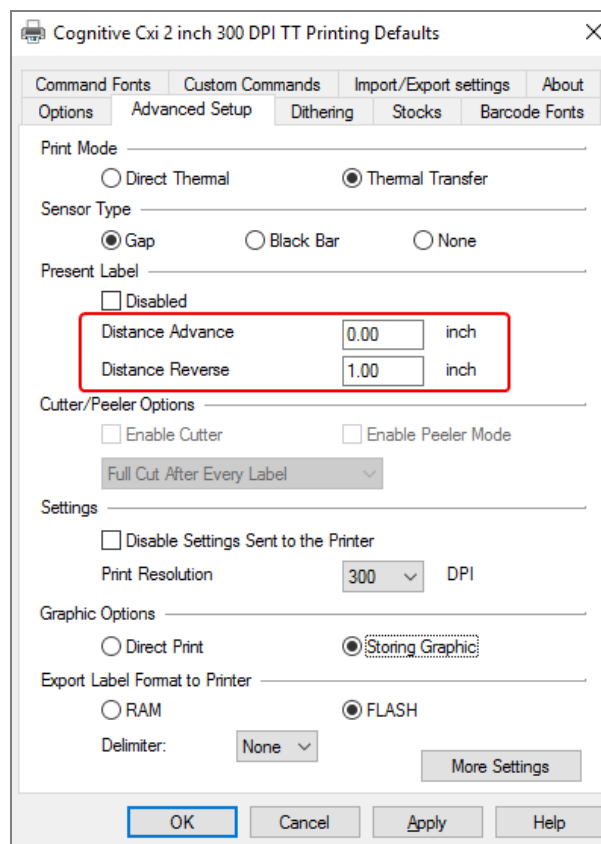 Cognitive Cxi 2 inch 300 DPI TT Printing Defaults
Command Fonts Custom Commands Import/Export settings About
Options Advanced Setup Dithering Stocks Barcode Fonts
Print Mode
Direct Thermal Thermal Transfer
Sensor Type
Gap Black Bar None
Present Label
Disabled
Distance Advance 0.00 inch
Distance Reverse 1.00 inch
Cutter/Peeler Options
Enable Cutter Enable Peeler Mode
Full Cut After Every Label
Settings
Disable Settings Sent to the Printer
Print Resolution 300 DPI
Graphic Options
Direct Print Storing Graphic
Export Label Format to Printer
RAM FLASH
Delimiter: None
More Settings
OK Cancel Apply Help